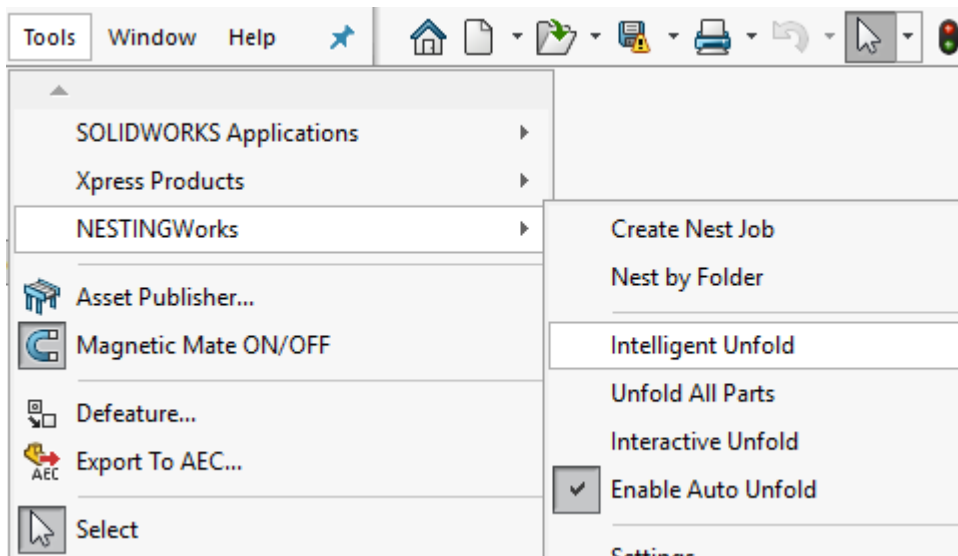 Tools Window Help
SOLIDWORKS Applications
Xpress Products
NESTINGWorks
Asset Publisher...
Magnetic Mate ON/OFF
Defeature...
AEC
Export To AEC...
Select
Create Nest Job
Nest by Folder
Intelligent Unfold
Unfold All Parts
Interactive Unfold
Enable Auto Unfold